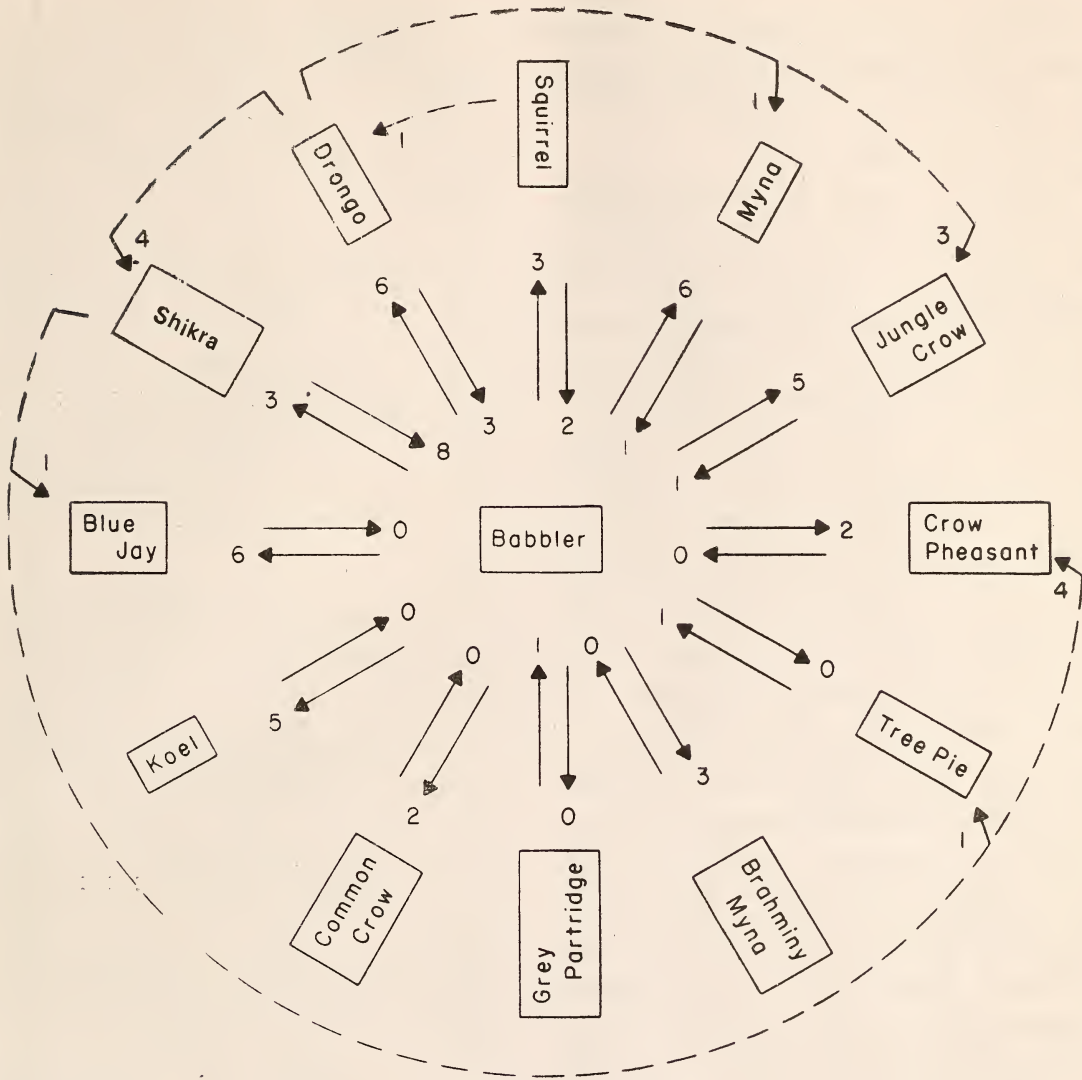 Squirrel
1
1
Drongo
Myna
4
3
3
6
6
Shikra
Jungle
Crow
5
3
8
3
2
1
1
1
Blue
Jay
6
0
Babbler
0
2
Crow
Pheasant
4
0
0
1
0
1
0
Koel
5
Tree Pie
3
2
0
1
Common
Crow
Grey
Partridge
Brahminy
Myna